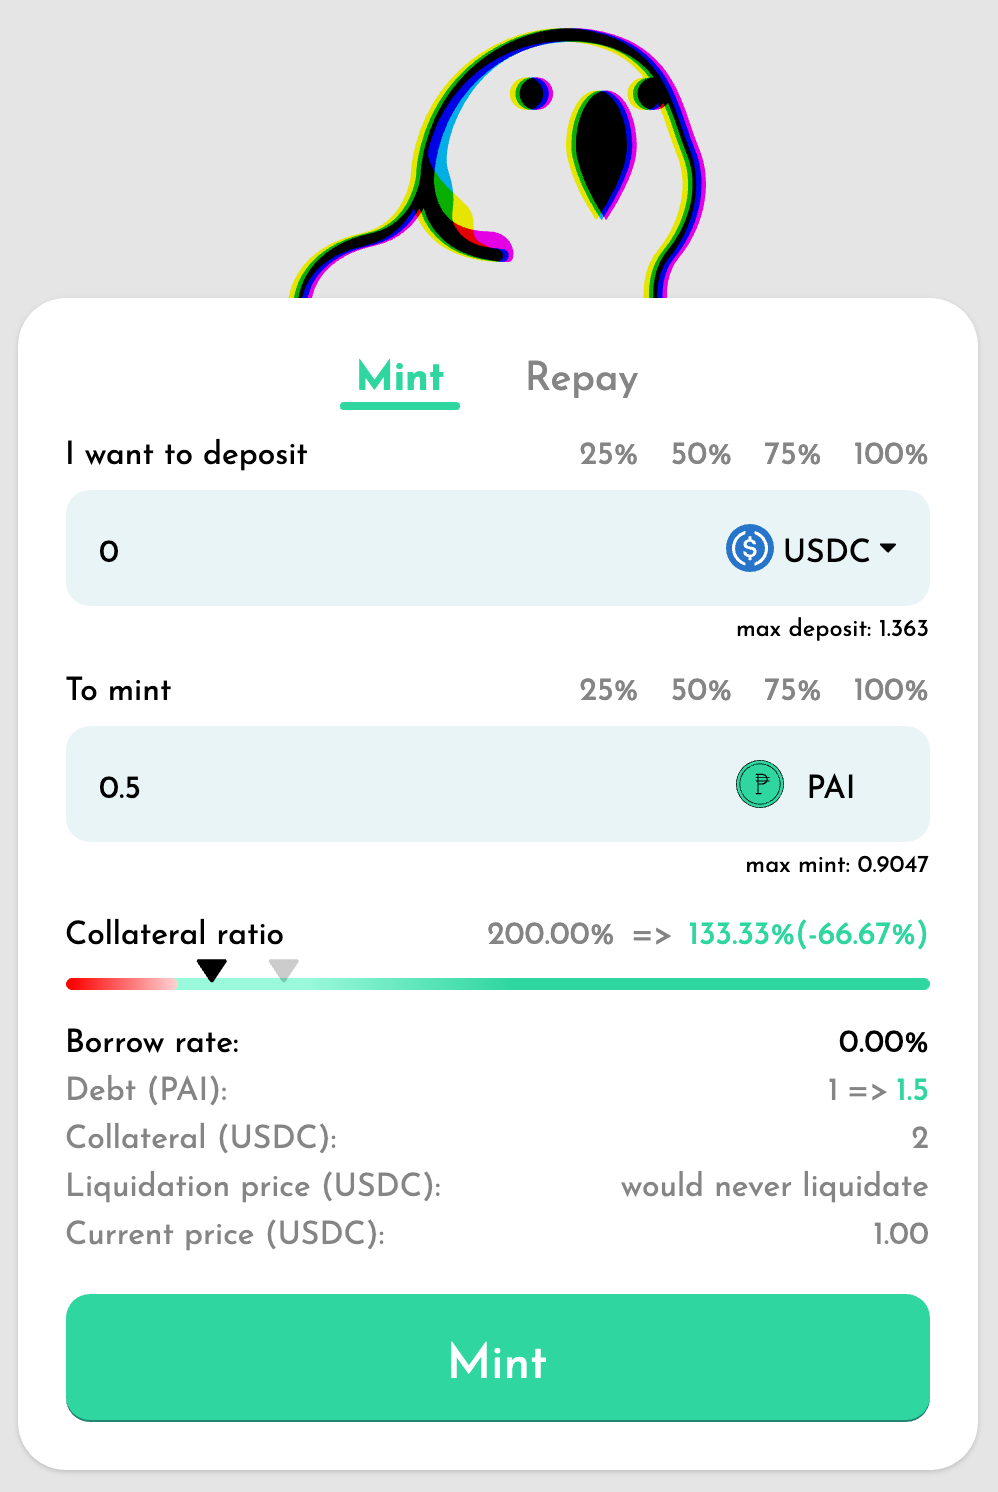 Mint Repay
I want to deposit 25% 50% 75% 100%
0 USDC
max deposit: 1.363
To mint 25% 50% 75% 100%
0.5 PAI
max mint: 0.9047
Collateral ratio 200.00% => 133.33%(-66.67%)
Borrow rate: 0.00%
Debt (PAI): 1 => 1.5
Collateral (USDC): 2
Liquidation price (USDC): would never liquidate
Current price (USDC): 1.00
Mint